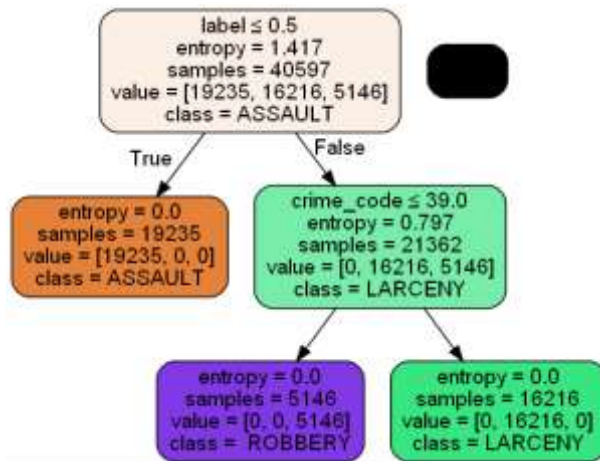 label ≤ 0.5
entropy = 1.417
samples = 40597
value = [19235, 16216, 5146]
class = ASSAULT
True
False
entropy = 0.0
samples = 19235
value = [19235, 0, 0]
class = ASSAULT
crime_code ≤ 39.0
entropy = 0.797
samples = 21362
value = [0, 16216, 5146]
class = LARCENY
entropy = 0.0
samples = 5146
value = [0, 0, 5146]
class = ROBBERY
entropy = 0.0
samples = 16216
value = [0, 16216, 0]
class = LARCENY